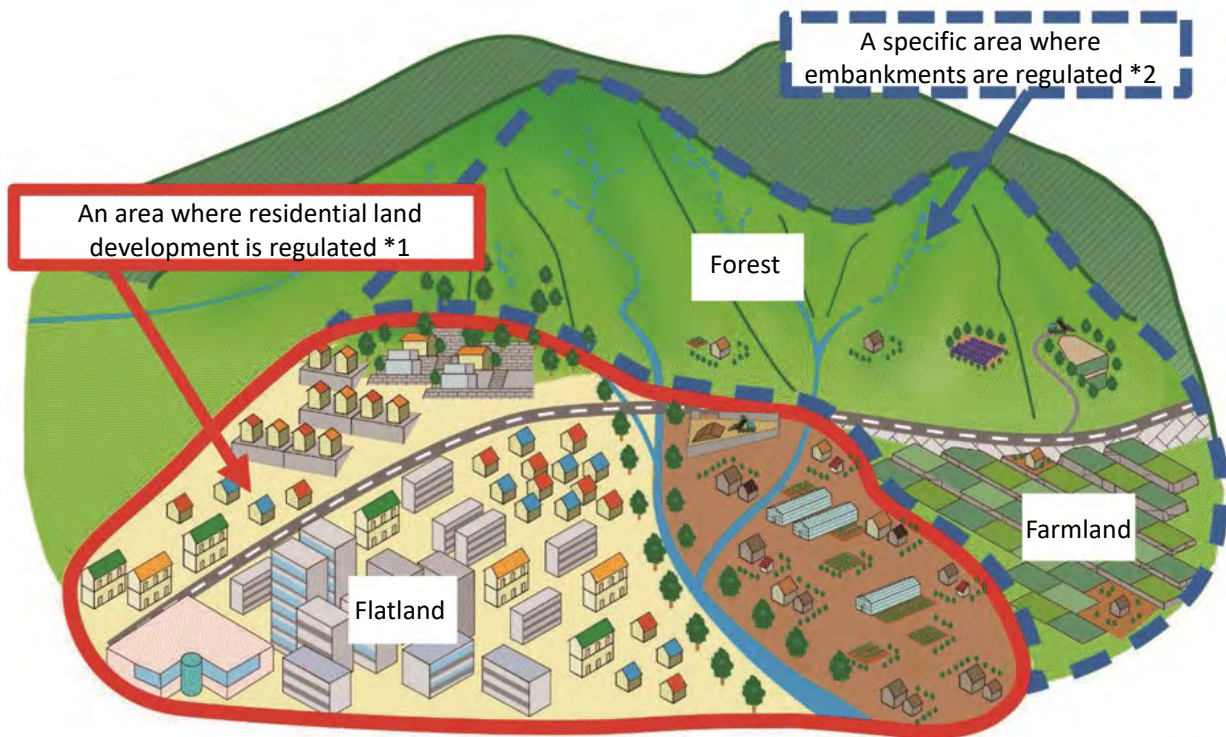 A specific area where
embankments are regulated *2
An area where residential land
development is regulated *1
Forest
Farmland
Flatland